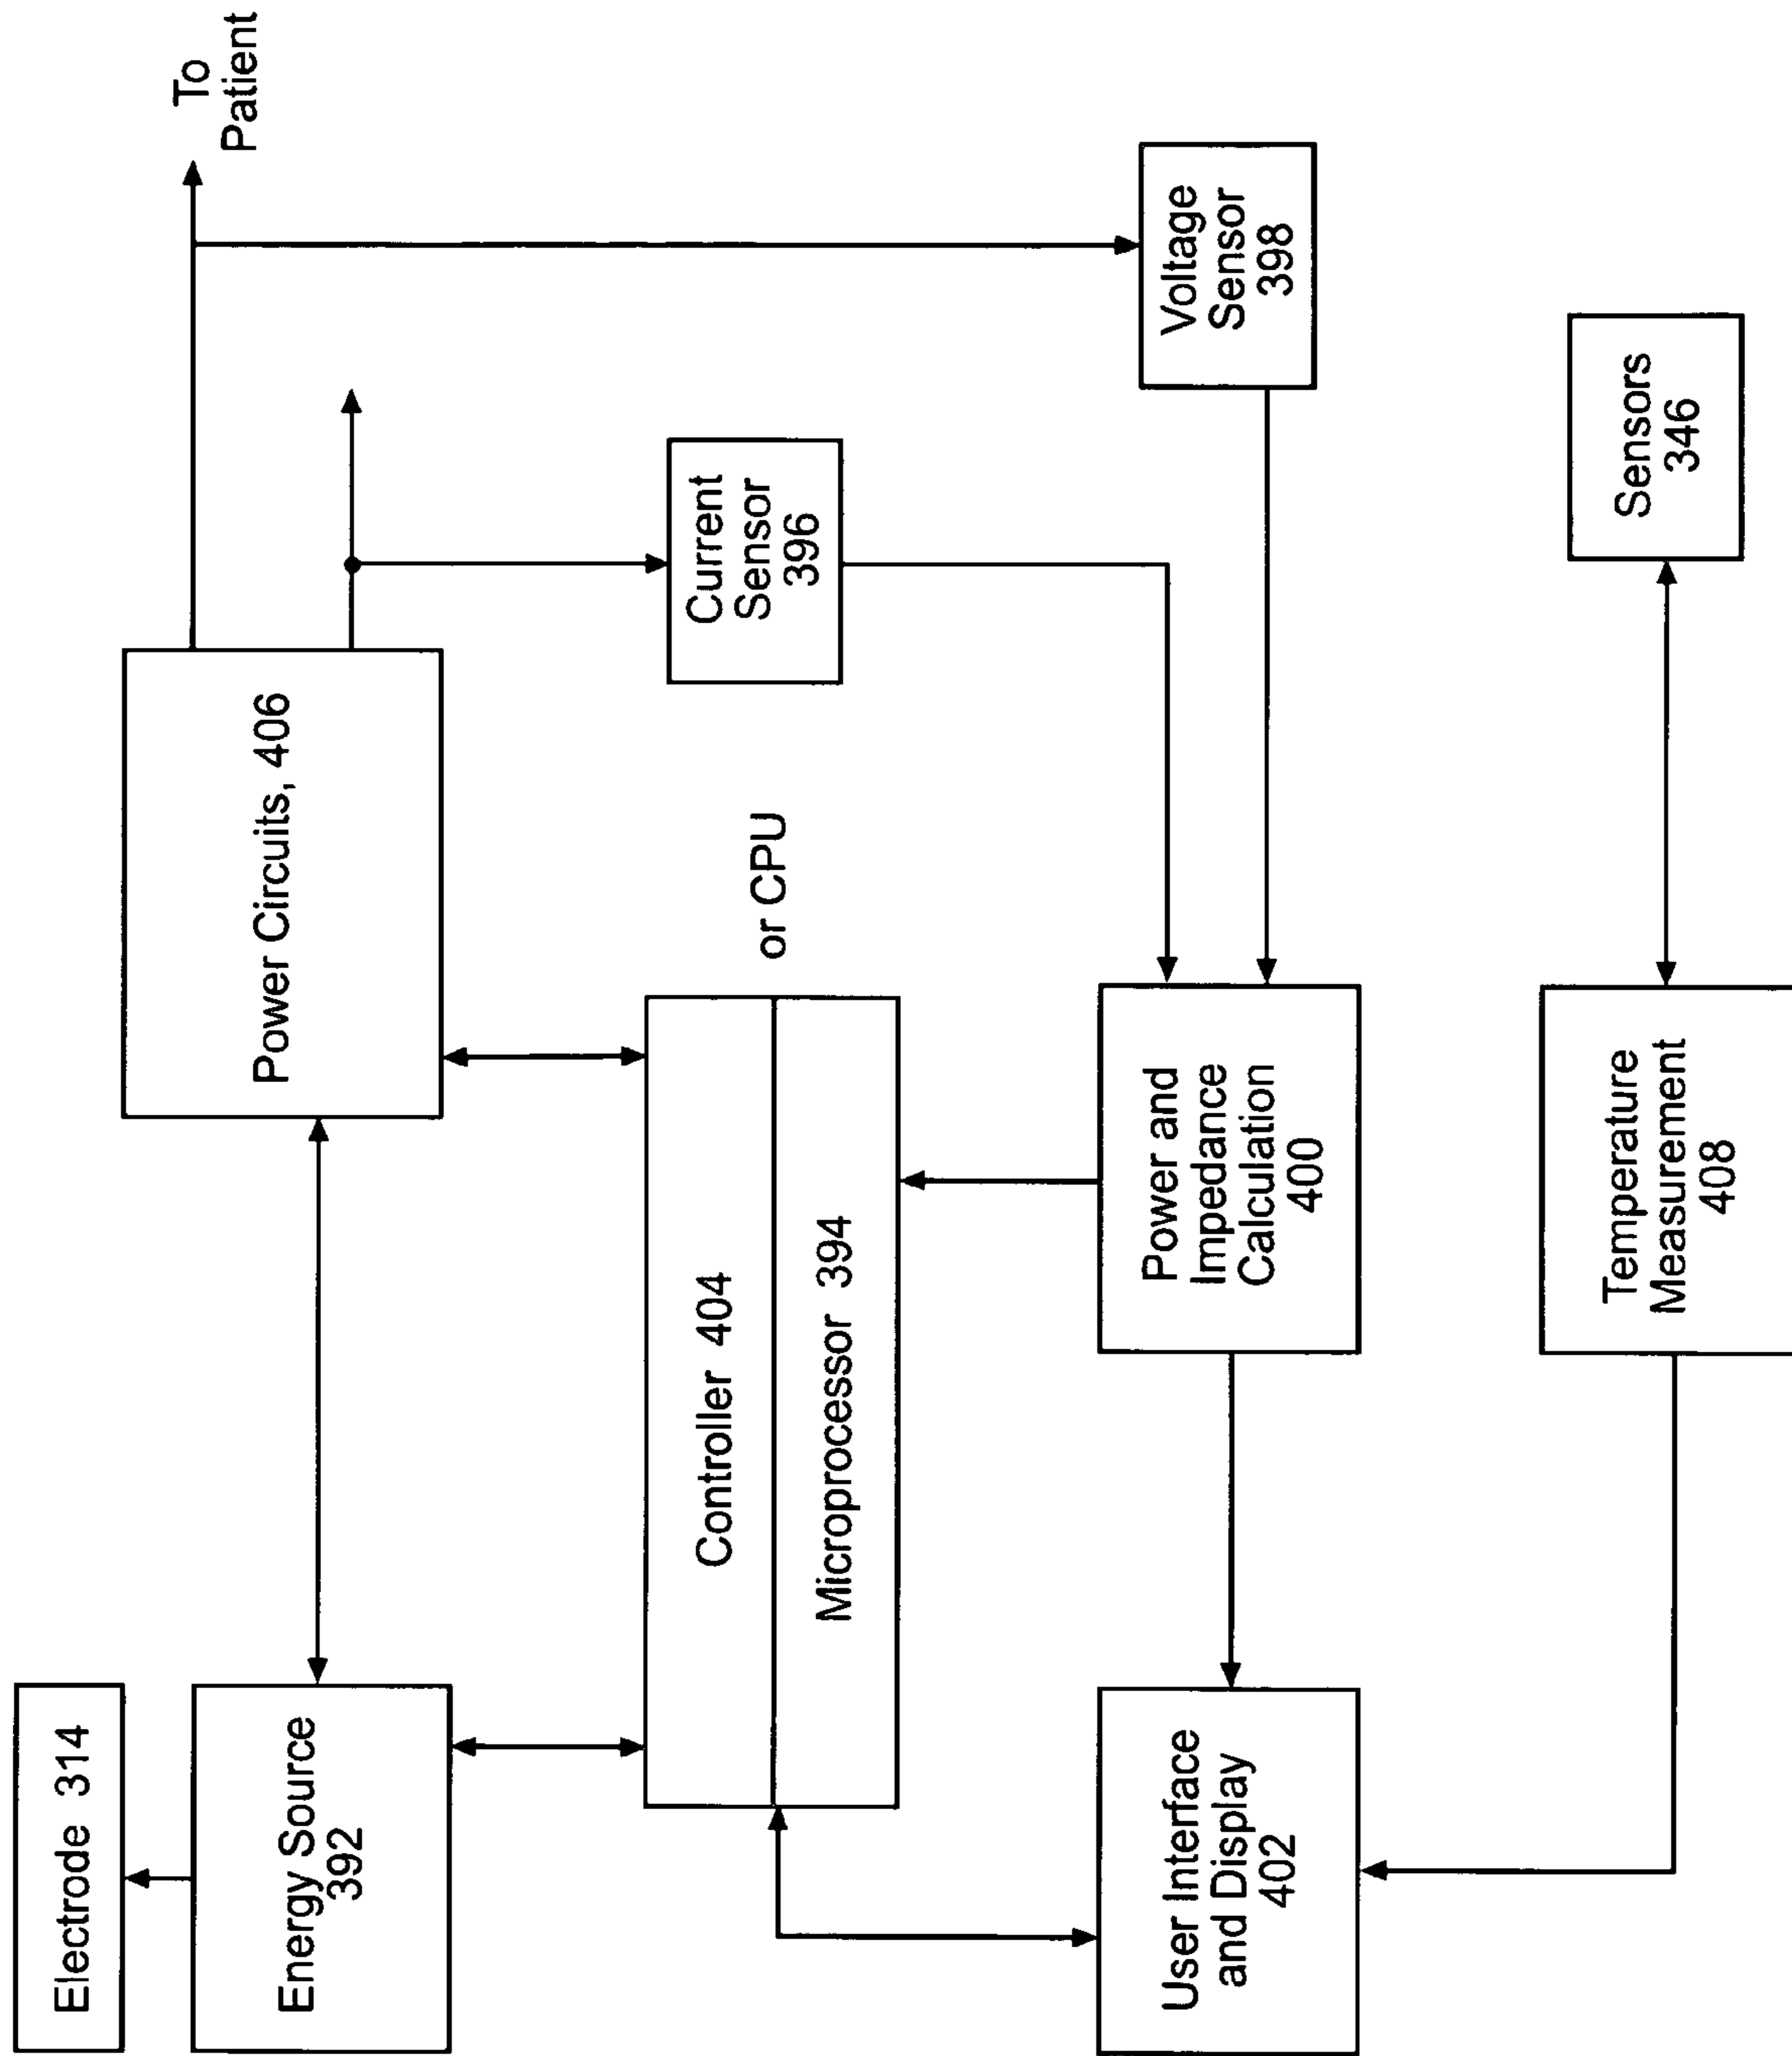 Electrode 314
Energy Source
392
Power Circuits, 406
To
Patient
Controller 404
Microprocessor 394
or CPU
Current
Sensor
396
Voltage
Sensor
398
User Interface
and Display
402
Power and
Impedance
Calculation
400
Temperature
Measurement
408
Sensors
346